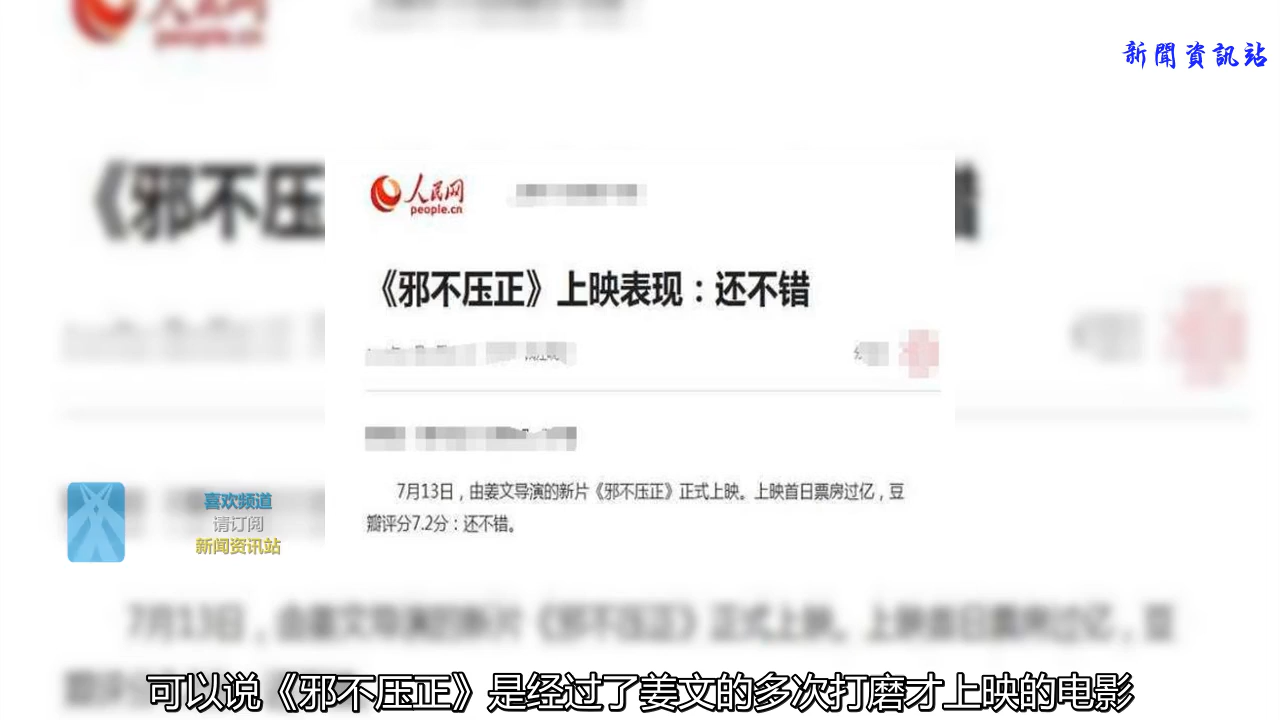 新聞資訊站
人民网
people.cn
《邪不压正》上映表现：还不错
7月13日，由姜文导演的新片《邪不压正》正式上映。上映首日票房过亿，豆
瓣评分7.2分：还不错。
喜欢频道
请订阅
新闻资讯站
可以说《邪不压正》是经过了姜文的多次打磨才上映的电影